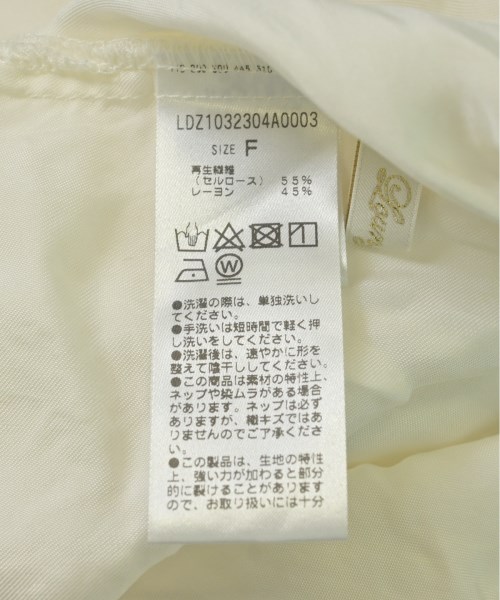 LDZ1032304A0003
SIZE F
再生繊維
(セルロース) 55%
レーヨン 45%
W
●洗濯の際は、単独洗いし
てください。
●手洗いは短時間で軽く押
し洗いをしてください。
●洗濯後は、速やかに形を
整えて陰干ししてください。
●この商品は素材の特性上、
ネップや染ムラがある場合
があります。ネップは必ず
ありますが、織キズではあ
りませんのでご了承くださ
い。
●この製品は、生地の特性
上、強い力が加わると部分
的に裂けることがあります
ので、お取り扱いには十分